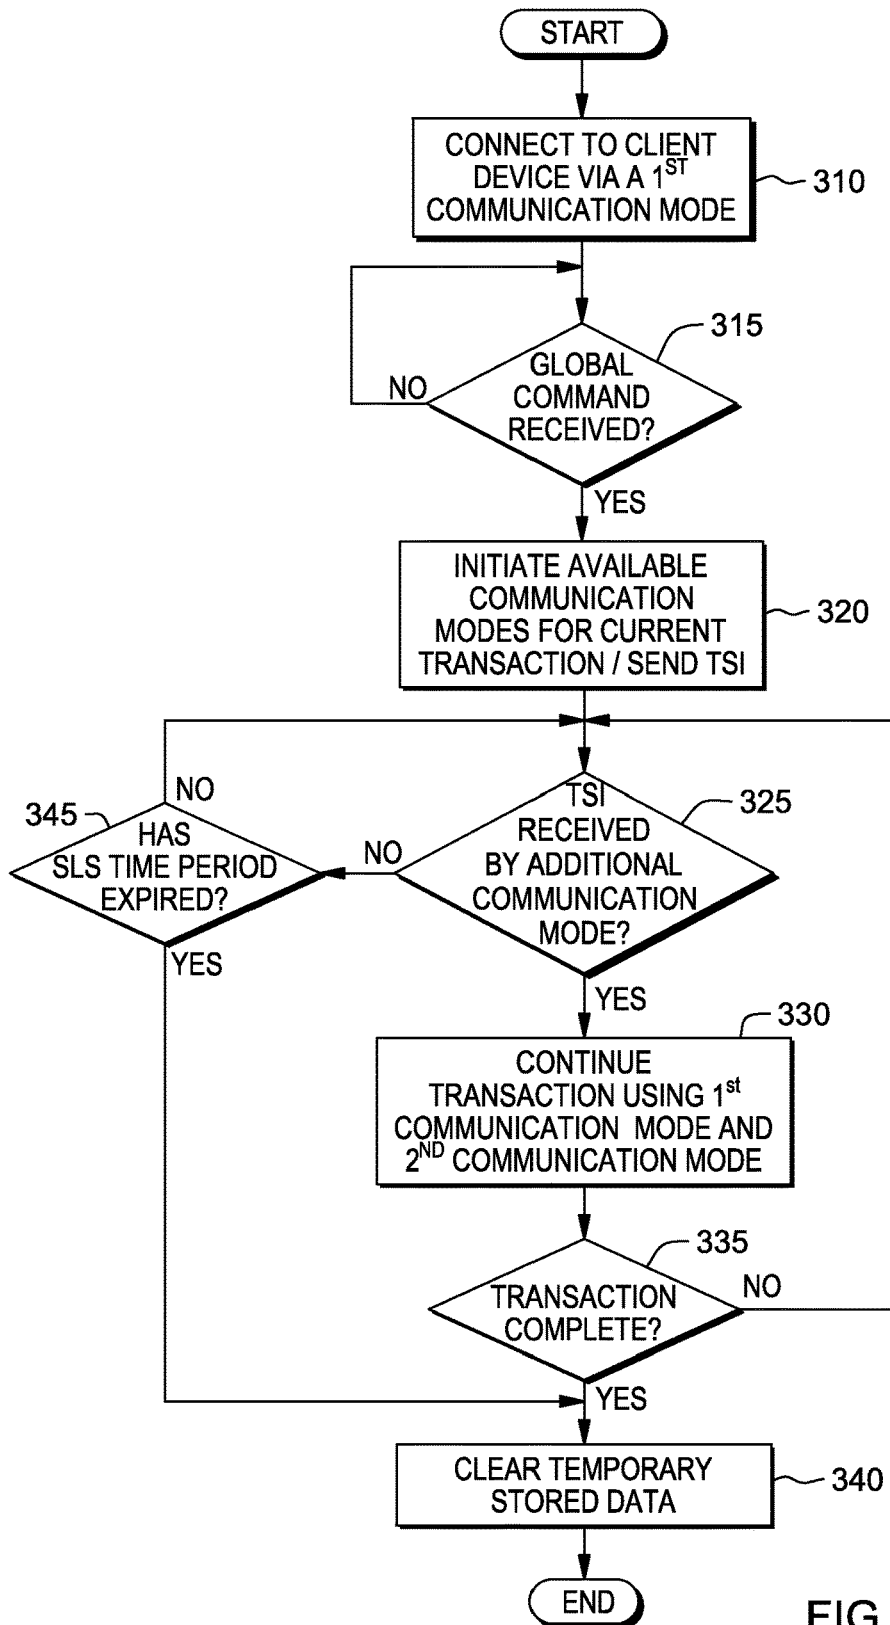 START
CONNECT TO CLIENT
DEVICE VIA A 1ST
COMMUNICATION MODE
310
315
GLOBAL
COMMAND
RECEIVED?
NO
YES
INITIATE AVAILABLE
COMMUNICATION
MODES FOR CURRENT
TRANSACTION / SEND TSI
320
NO
345
HAS
SLS TIME PERIOD
EXPIRED?
YES
NO
TSI
RECEIVED
BY ADDITIONAL
COMMUNICATION
MODE?
325
YES
330
CONTINUE
TRANSACTION USING 1st
COMMUNICATION MODE AND
2ND COMMUNICATION MODE
335
TRANSACTION
COMPLETE?
NO
YES
CLEAR TEMPORARY
STORED DATA
340
END
FIG